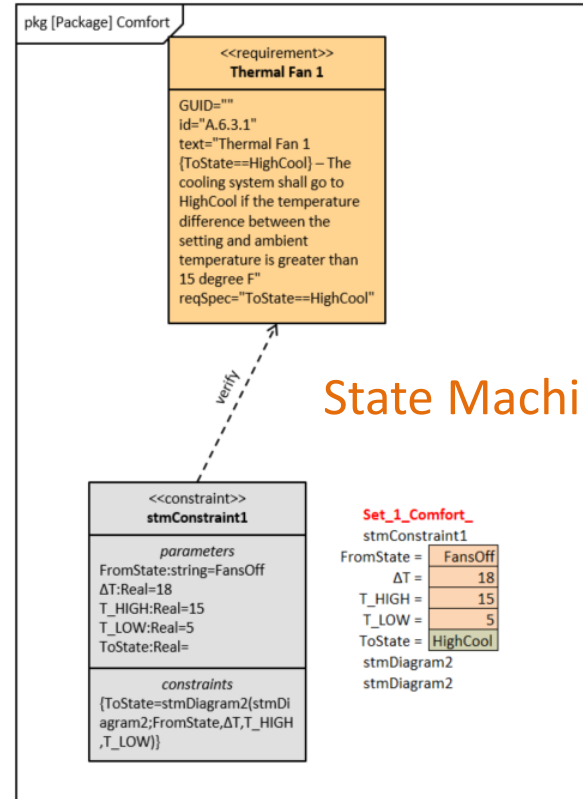 pkg [Package] Comfort
<<requirement>>
Thermal Fan 1
GUID=""
id="A.6.3.1"
text="Thermal Fan 1
{ToState==HighCool} – The
cooling system shall go to
HighCool if the temperature
difference between the
setting and ambient
temperature is greater than
15 degree F"
reqSpec="ToState==HighCool"
verify
State Machi
<<constraint>>
stmConstraint1
parameters
FromState:string=FansOff
ΔT:Real=18
T_HIGH:Real=15
T_LOW:Real=5
ToState:Real=
constraints
{ToState=stmDiagram2(stmDi
agram2;FromState,ΔT,T_HIGH
,T_LOW)}
Set_1_Comfort_
stmConstraint1
FromState = FansOff
ΔT = 18
T_HIGH = 15
T_LOW = 5
ToState = HighCool
stmDiagram2
stmDiagram2